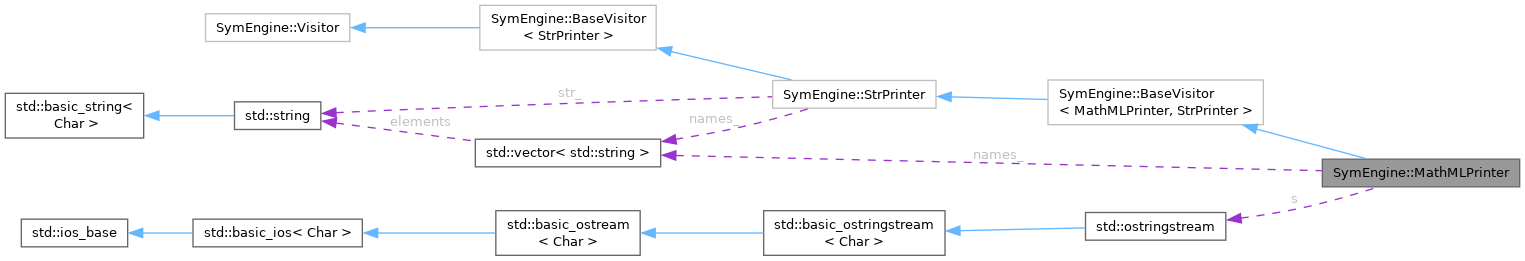 SymEngine::Visitor
SymEngine::BaseVisitor
< StrPrinter >
std::basic_string<
Char >
std::string
str_
elements
SymEngine::StrPrinter
names_
std::vector< std::string >
SymEngine::BaseVisitor
< MathMLPrinter, StrPrinter >
names_
SymEngine::MathMLPrinter
s
std::ios_base
std::basic_ios< Char >
std::basic_ostream
< Char >
std::basic_ostringstream
< Char >
std::ostringstream